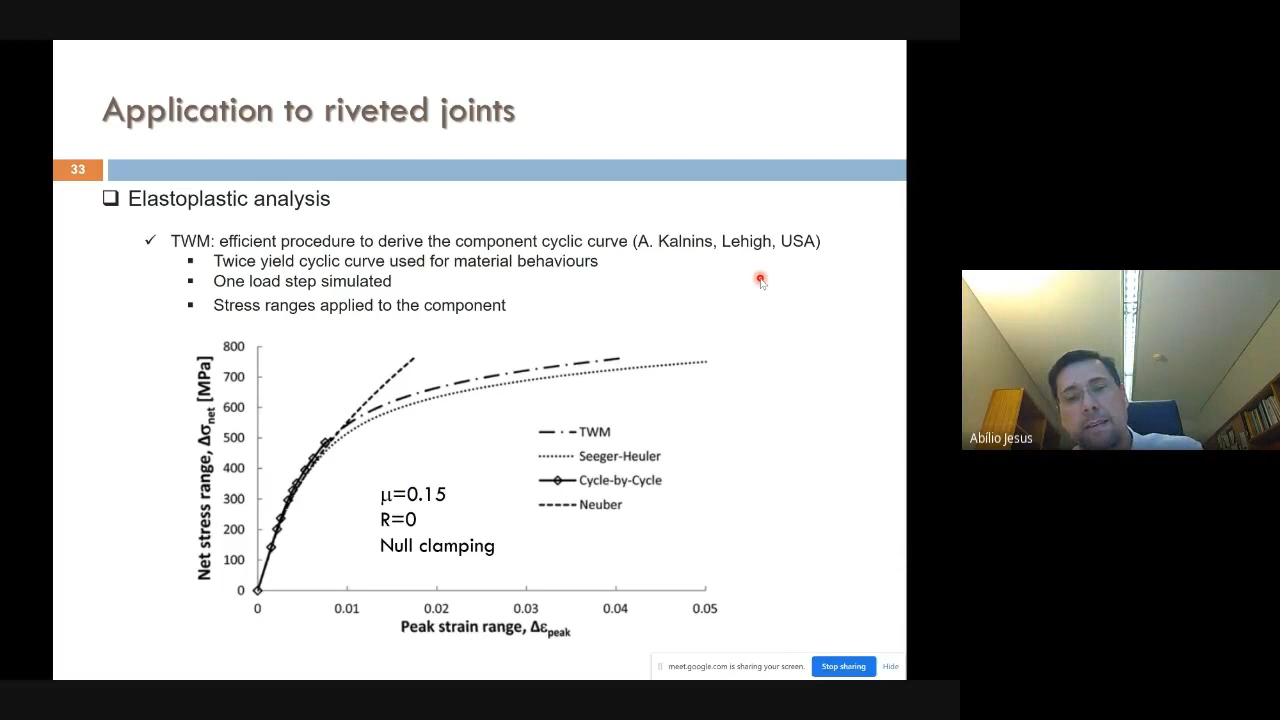 Application to riveted joints
33
Elastoplastic analysis
TWM: efficient procedure to derive the component cyclic curve (A. Kalnins, Lehigh, USA)
Twice yield cyclic curve used for material behaviours
One load step simulated
Stress ranges applied to the component
Net stress range, Δσnet [MPa]
800
700
600
500
400
300
200
100
0
TWM
Seeger-Heuler
Cycle-by-Cycle
Neuber
μ=0.15
R=0
Null clamping
0 0.01 0.02 0.03 0.04 0.05
Peak strain range, Δεpeak
meet.google.com is sharing your screen. Stop sharing Hide
Abílio Jesus